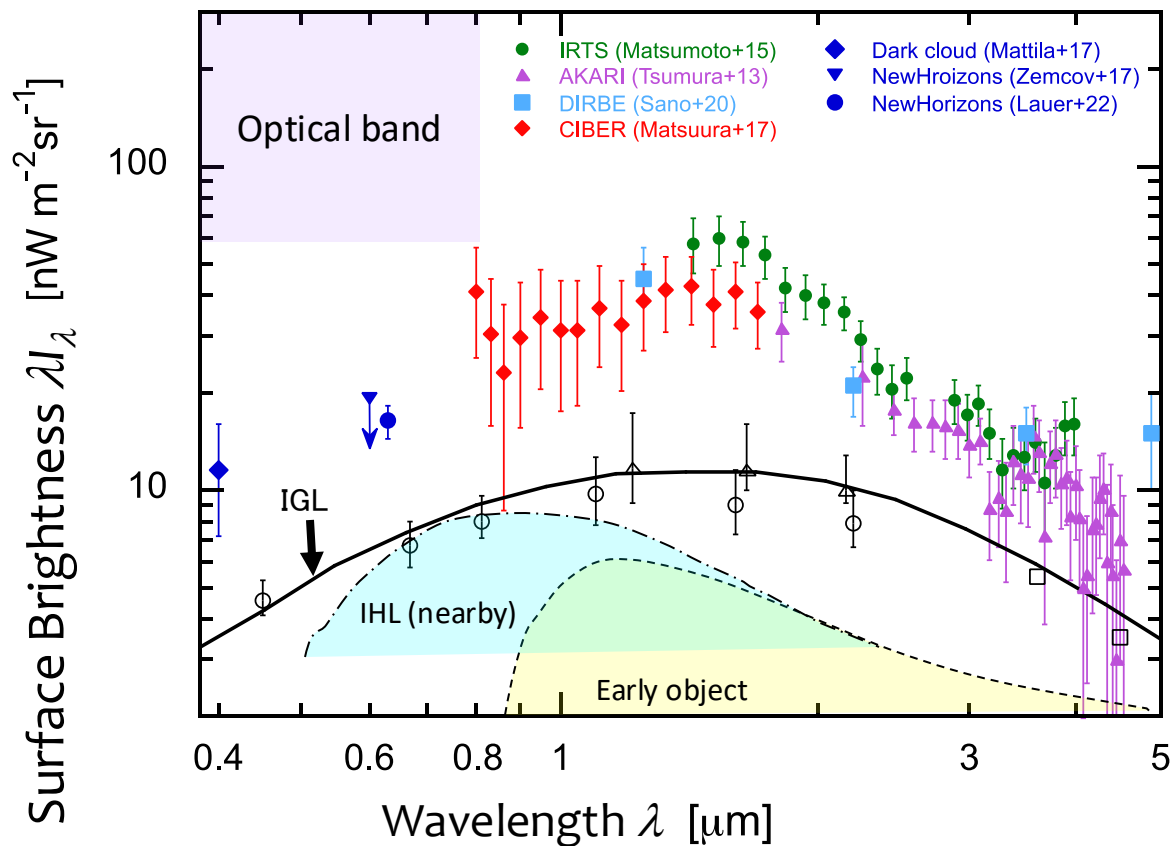 IRTS (Matsumoto+15)
AKARI (Tsumura+13)
DIRBE (Sano+20)
CIBER (Matsuura+17)
Dark cloud (Mattila+17)
NewHroizons (Zemcov+17)
NewHorizons (Lauer+22)
Optical band
100
10
Surface Brightness λI_λ [nW m⁻²sr⁻¹]
IGL
IHL (nearby)
Early object
0.4 0.6 0.8 1 3 5
Wavelength λ [μm]